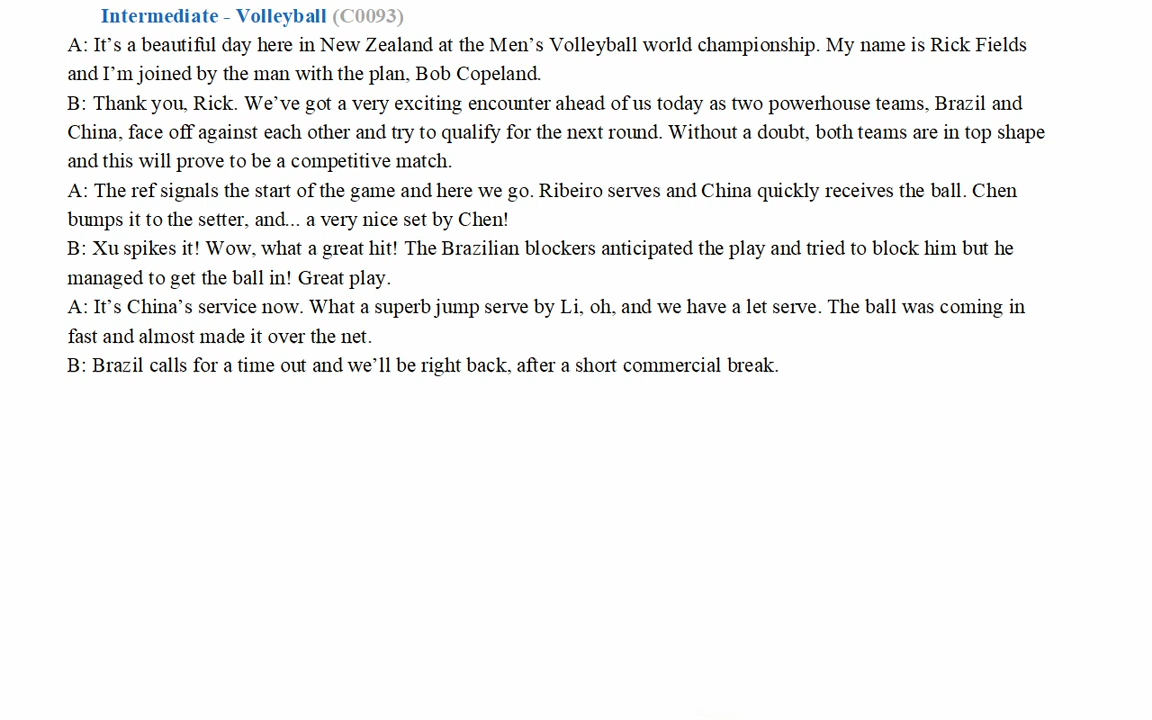 Intermediate - Volleyball (C0093)
A: It’s a beautiful day here in New Zealand at the Men’s Volleyball world championship. My name is Rick Fields
and I’m joined by the man with the plan, Bob Copeland.
B: Thank you, Rick. We’ve got a very exciting encounter ahead of us today as two powerhouse teams, Brazil and
China, face off against each other and try to qualify for the next round. Without a doubt, both teams are in top shape
and this will prove to be a competitive match.
A: The ref signals the start of the game and here we go. Ribeiro serves and China quickly receives the ball. Chen
bumps it to the setter, and... a very nice set by Chen!
B: Xu spikes it! Wow, what a great hit! The Brazilian blockers anticipated the play and tried to block him but he
managed to get the ball in! Great play.
A: It’s China’s service now. What a superb jump serve by Li, oh, and we have a let serve. The ball was coming in
fast and almost made it over the net.
B: Brazil calls for a time out and we’ll be right back, after a short commercial break.